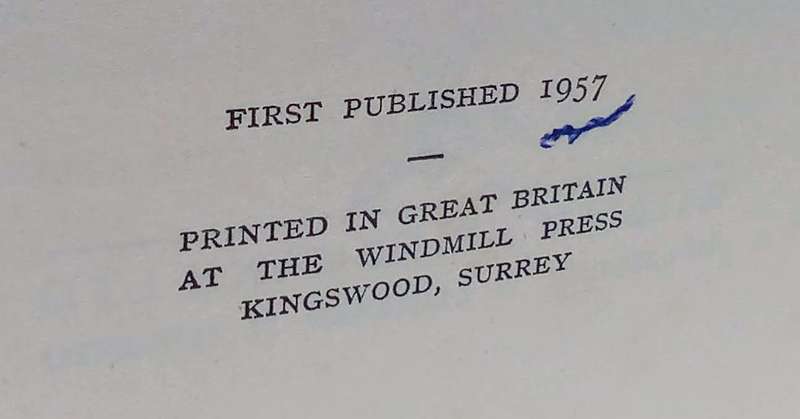 FIRST PUBLISHED 1957
PRINTED IN GREAT BRITAIN
AT THE WINDMILL PRESS
KINGSWOOD, SURREY